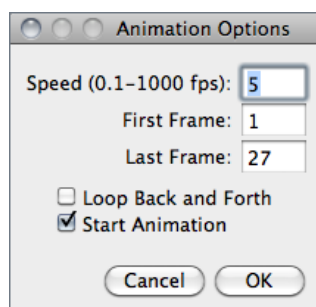 Animation Options
Speed (0.1–1000 fps): 5
First Frame: 1
Last Frame: 27
Loop Back and Forth
Start Animation
Cancel OK